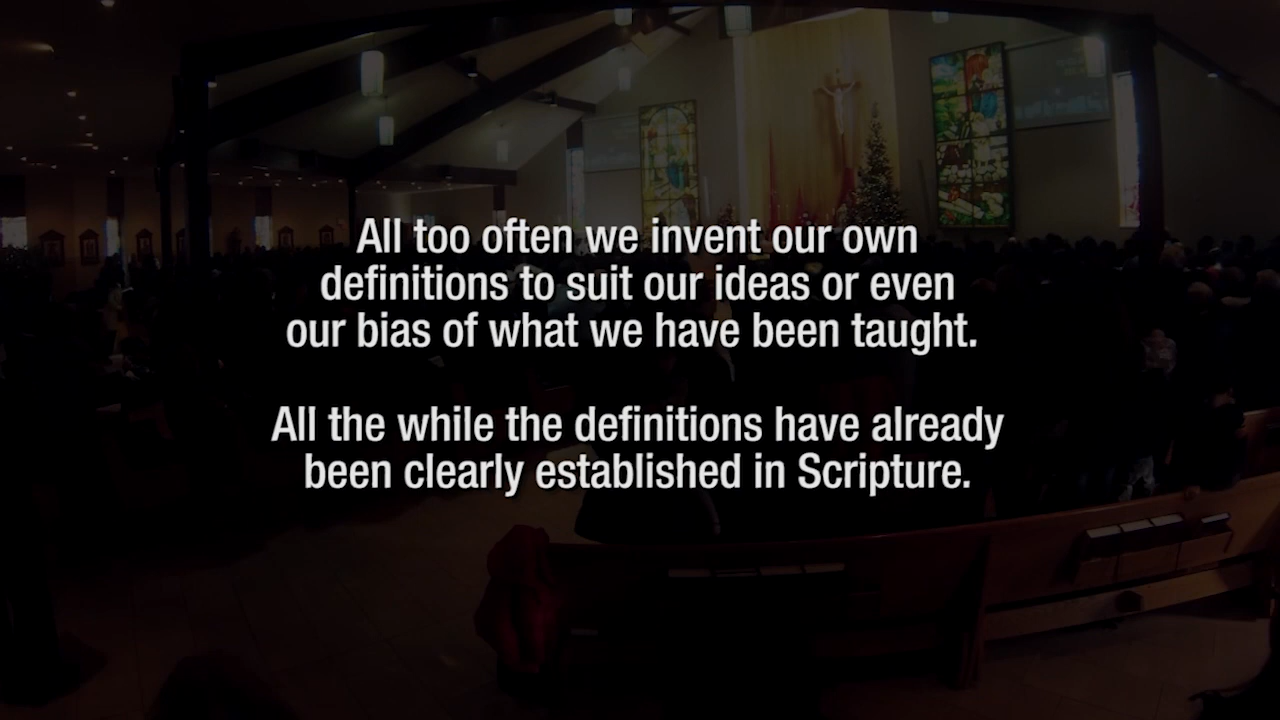 All too often we invent our own
definitions to suit our ideas or even
our bias of what we have been taught.
All the while the definitions have already
been clearly established in Scripture.